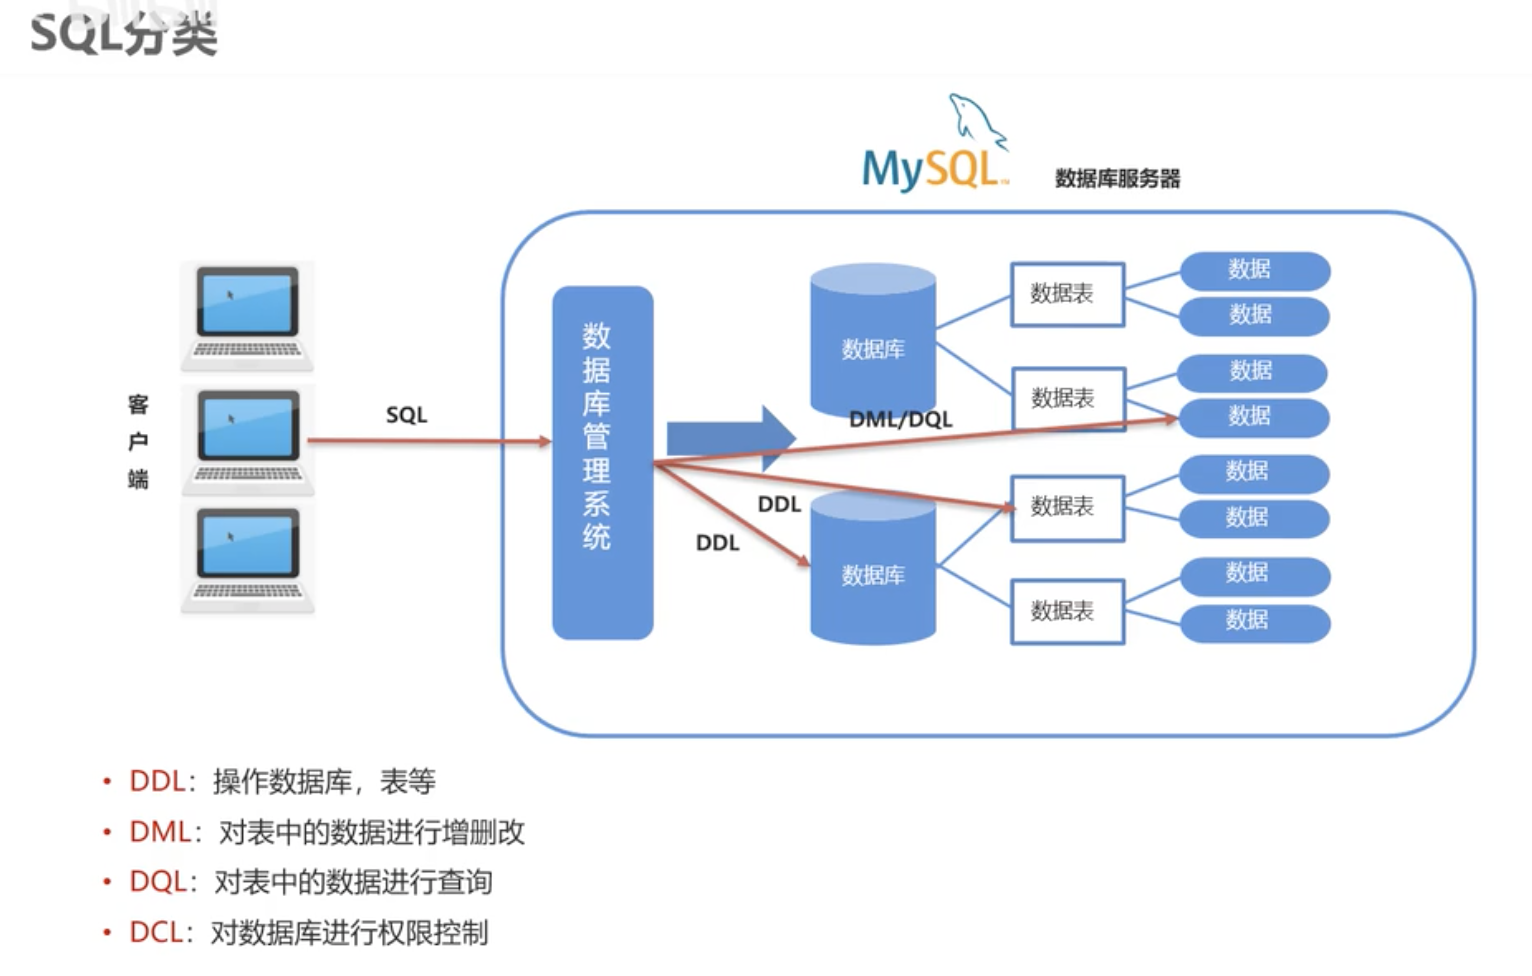 SQL分类
MySQL™
数据库服务器
客户端
SQL
数据库管理系统
数据库
数据表
数据
数据
数据表
数据
数据
DML/DQL
DDL
DDL
数据库
数据表
数据
数据
数据表
数据
数据
• DDL：操作数据库，表等
• DML：对表中的数据进行增删改
• DQL：对表中的数据进行查询
• DCL：对数据库进行权限控制